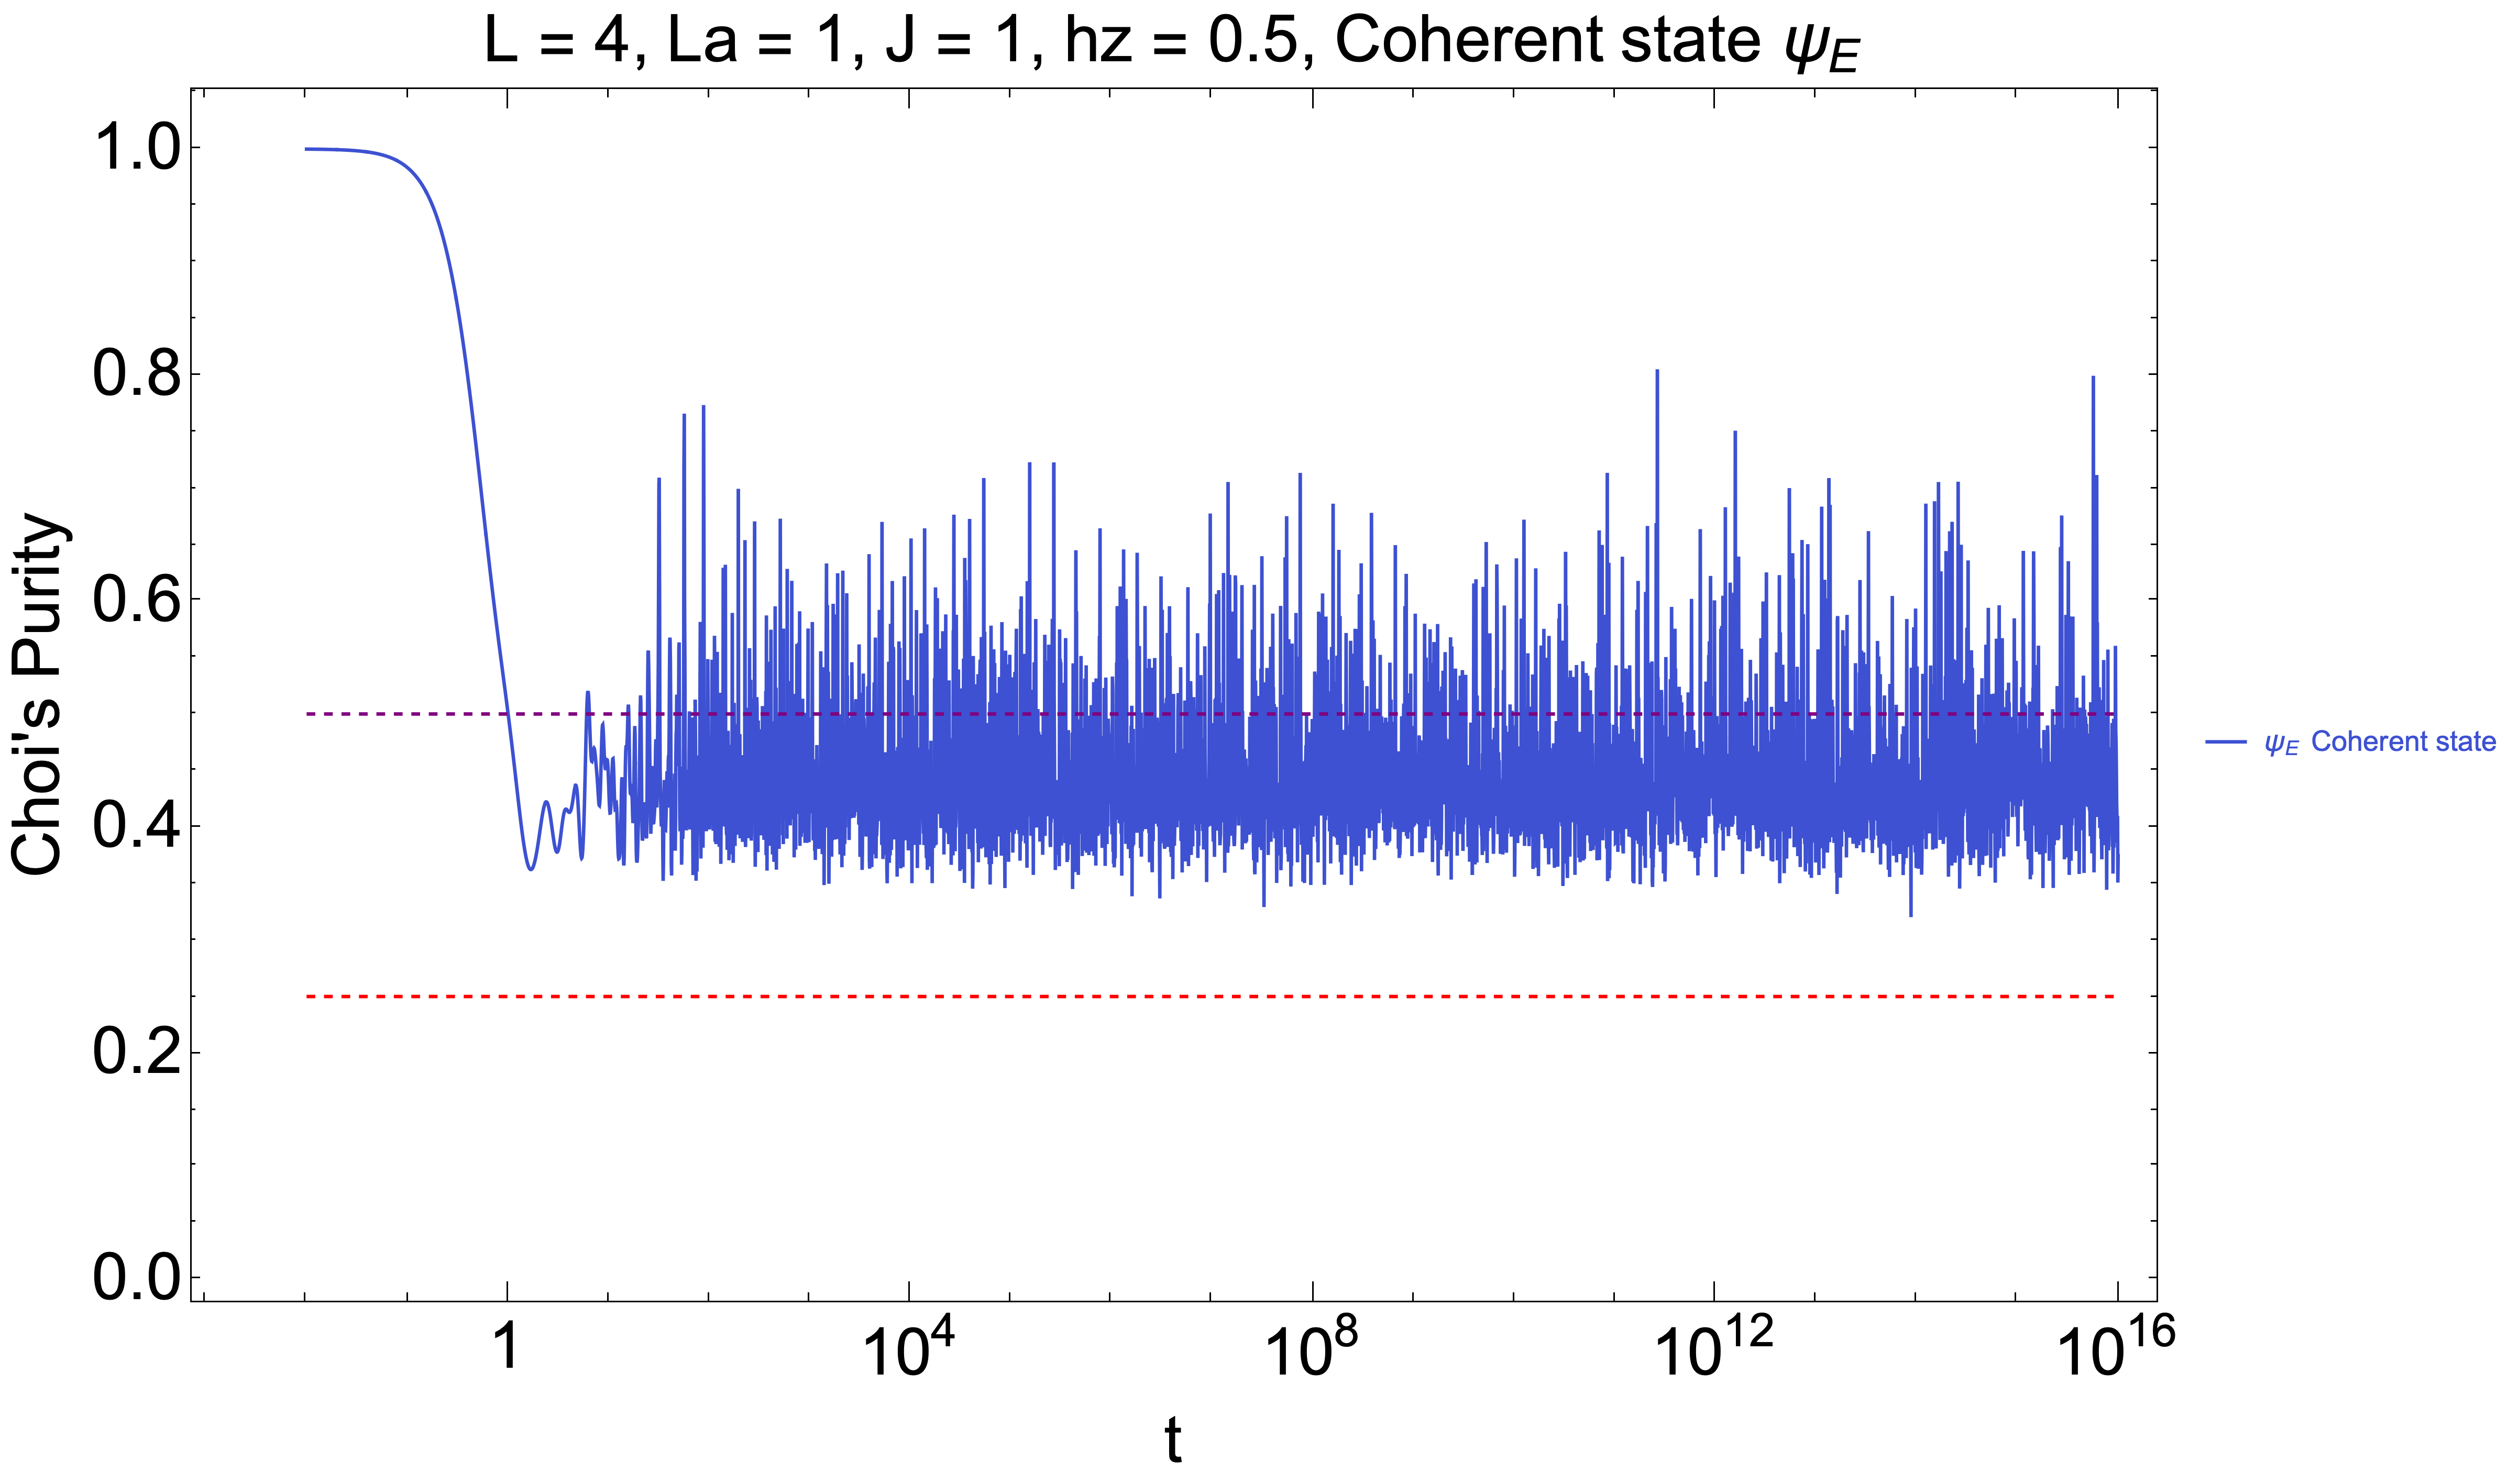 L = 4, La = 1, J = 1, hz = 0.5, Coherent state ψE
1.0
0.8
0.6
0.4
0.2
0.0
Choi's Purity
1
10^4
10^8
10^12
10^16
t
ψE Coherent state